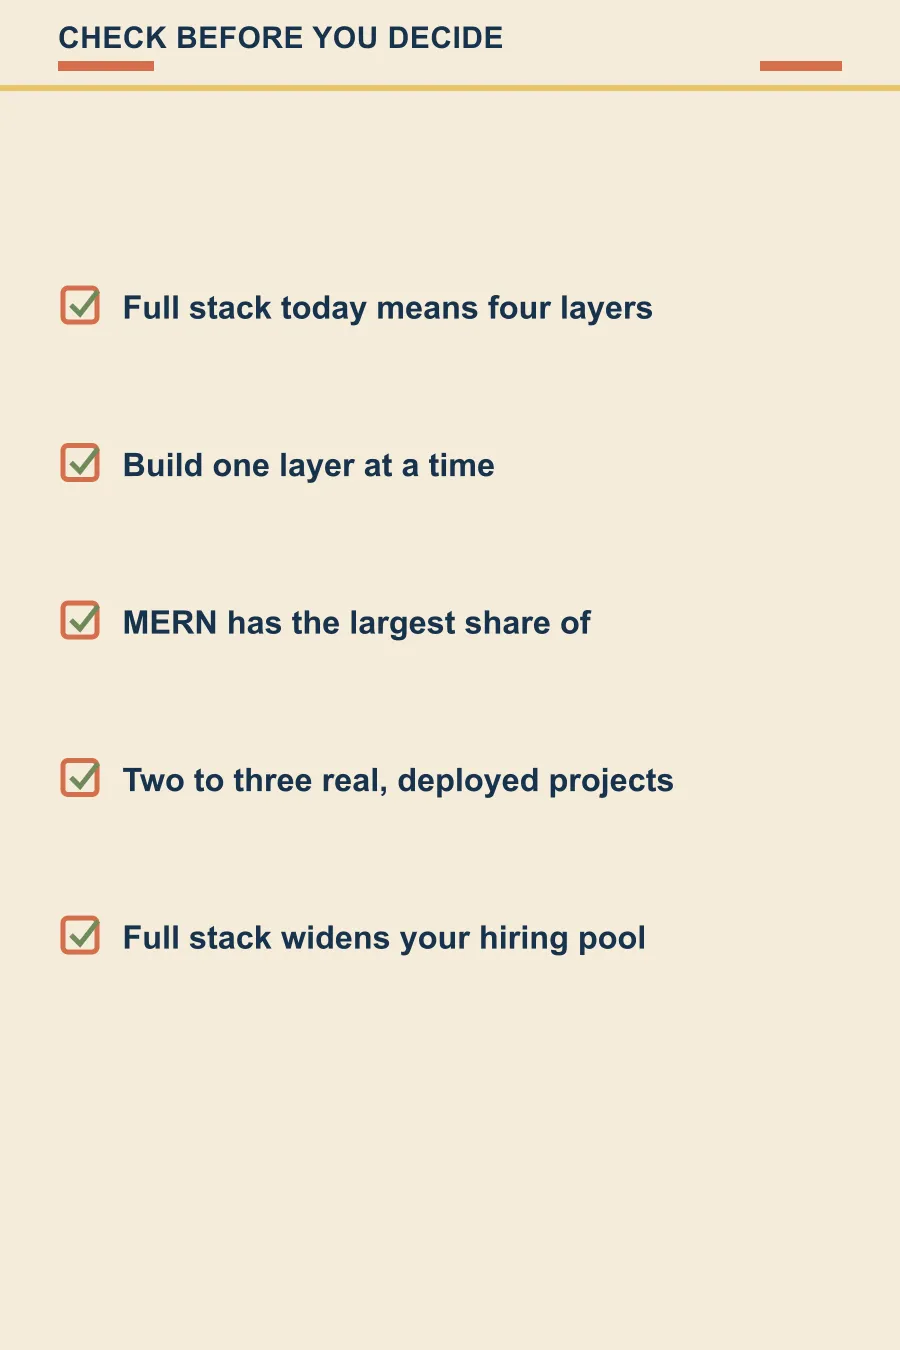 CHECK BEFORE YOU DECIDE
Full stack today means four layers
Build one layer at a time
MERN has the largest share of
Two to three real, deployed projects
Full stack widens your hiring pool